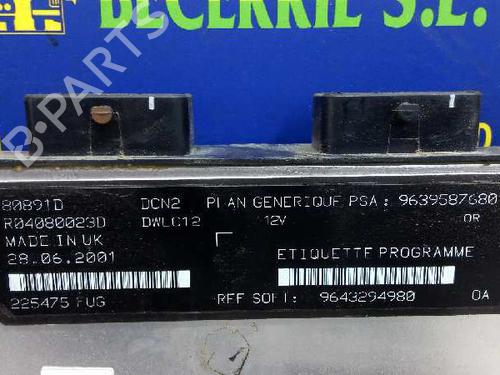 DECERRIL S.L.
B-PARTS
80891D DCN2 PLAN GENERIQUE PSA: 9639587680
R04080023D DWLC12 12V OR
MADE IN UK
28.06.2001 ETIQUETTE PROGRAMME
225475 FUG REF SOFT: 9643294980 0A